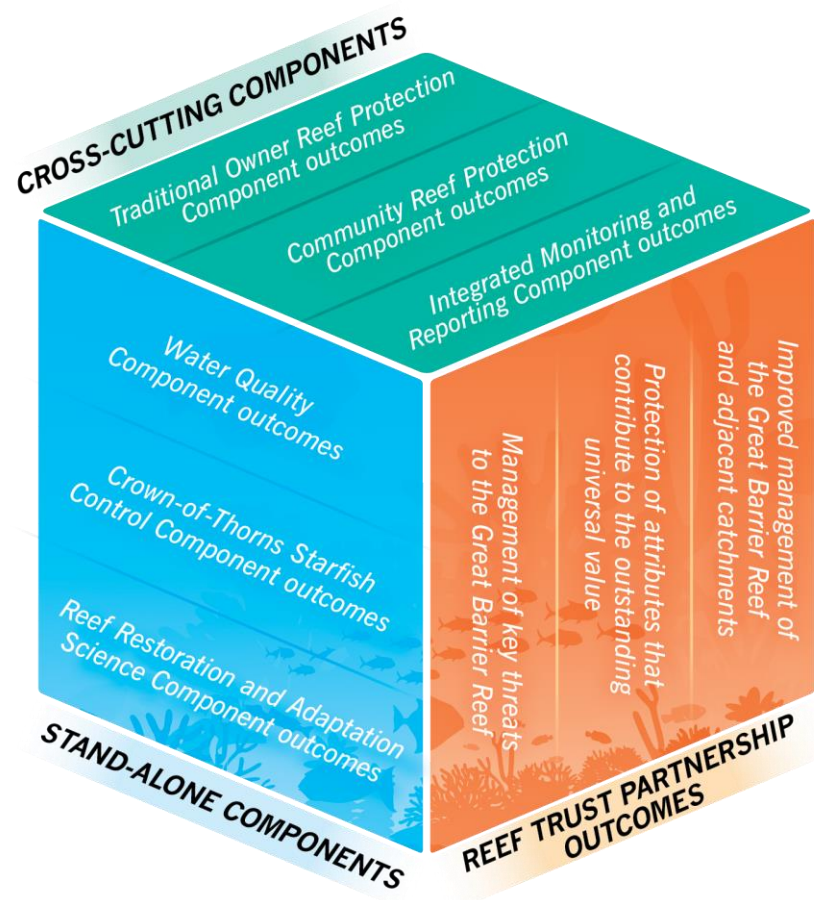 CROSS-CUTTING COMPONENTS
Traditional Owner Reef Protection
Component outcomes
Community Reef Protection
Component outcomes
Integrated Monitoring and
Reporting Component outcomes
Water Quality
Component outcomes
Crown-of-Thorns Starfish
Control Component outcomes
Reef Restoration and Adaptation
Science Component outcomes
STAND-ALONE COMPONENTS
Improved management of
the Great Barrier Reef
and adjacent catchments
Protection of attributes that
contribute to the outstanding
universal value
Management of key threats
to the Great Barrier Reef
REEF TRUST PARTNERSHIP
OUTCOMES